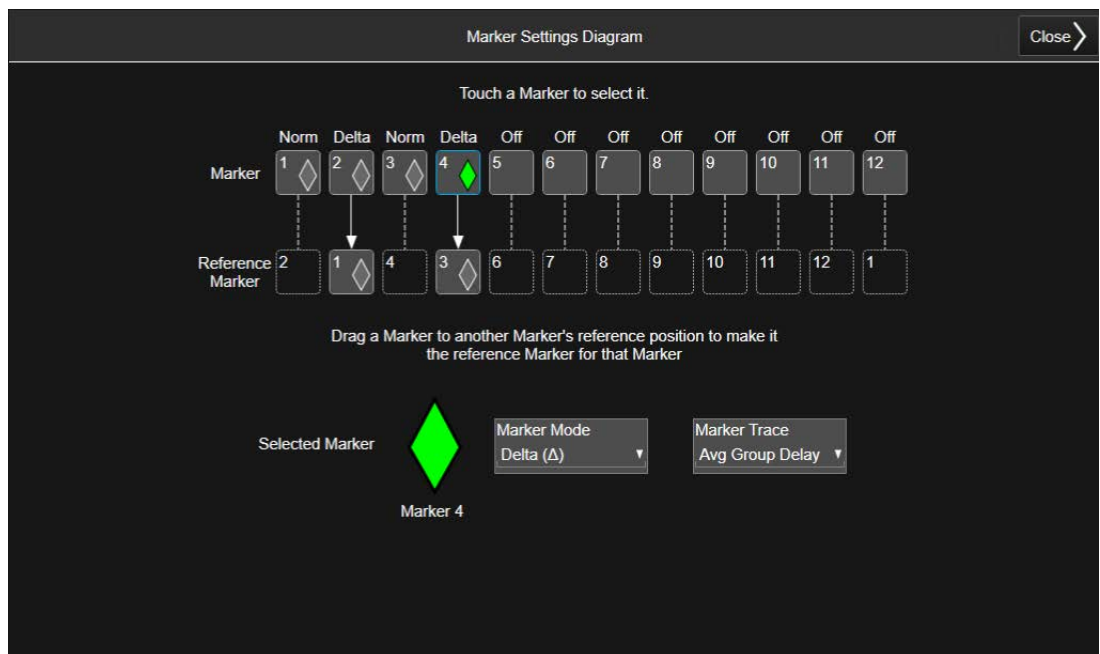 Marker Settings Diagram
Close
Touch a Marker to select it.
Norm Delta Norm Delta Off Off Off Off Off Off Off Off
Marker 1 2 3 4 5 6 7 8 9 10 11 12
Reference Marker 2 1 4 3 6 7 8 9 10 11 12 1
Drag a Marker to another Marker's reference position to make it
the reference Marker for that Marker
Selected Marker
Marker Mode
Delta (Δ)
Marker Trace
Avg Group Delay
Marker 4